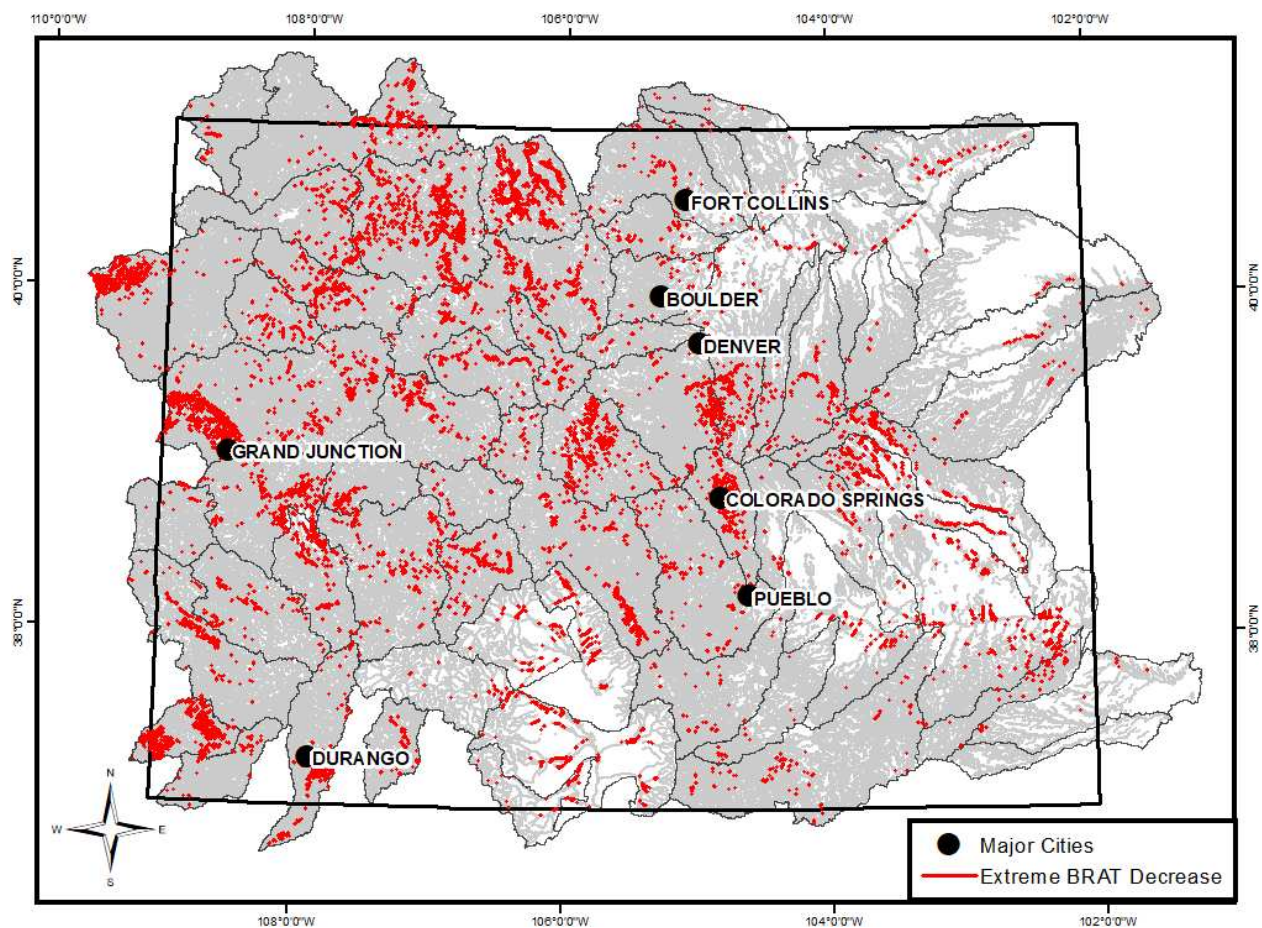 110°0'0"W
108°0'0"W
106°0'0"W
104°0'0"W
102°0'0"W
40°0'0"N
40°0'0"N
38°0'0"N
38°0'0"N
FORT COLLINS
BOULDER
DENVER
GRAND JUNCTION
COLORADO SPRINGS
PUEBLO
DURANGO
N
W E
S
Major Cities
Extreme BRAT Decrease
108°0'0"W
106°0'0"W
104°0'0"W
102°0'0"W